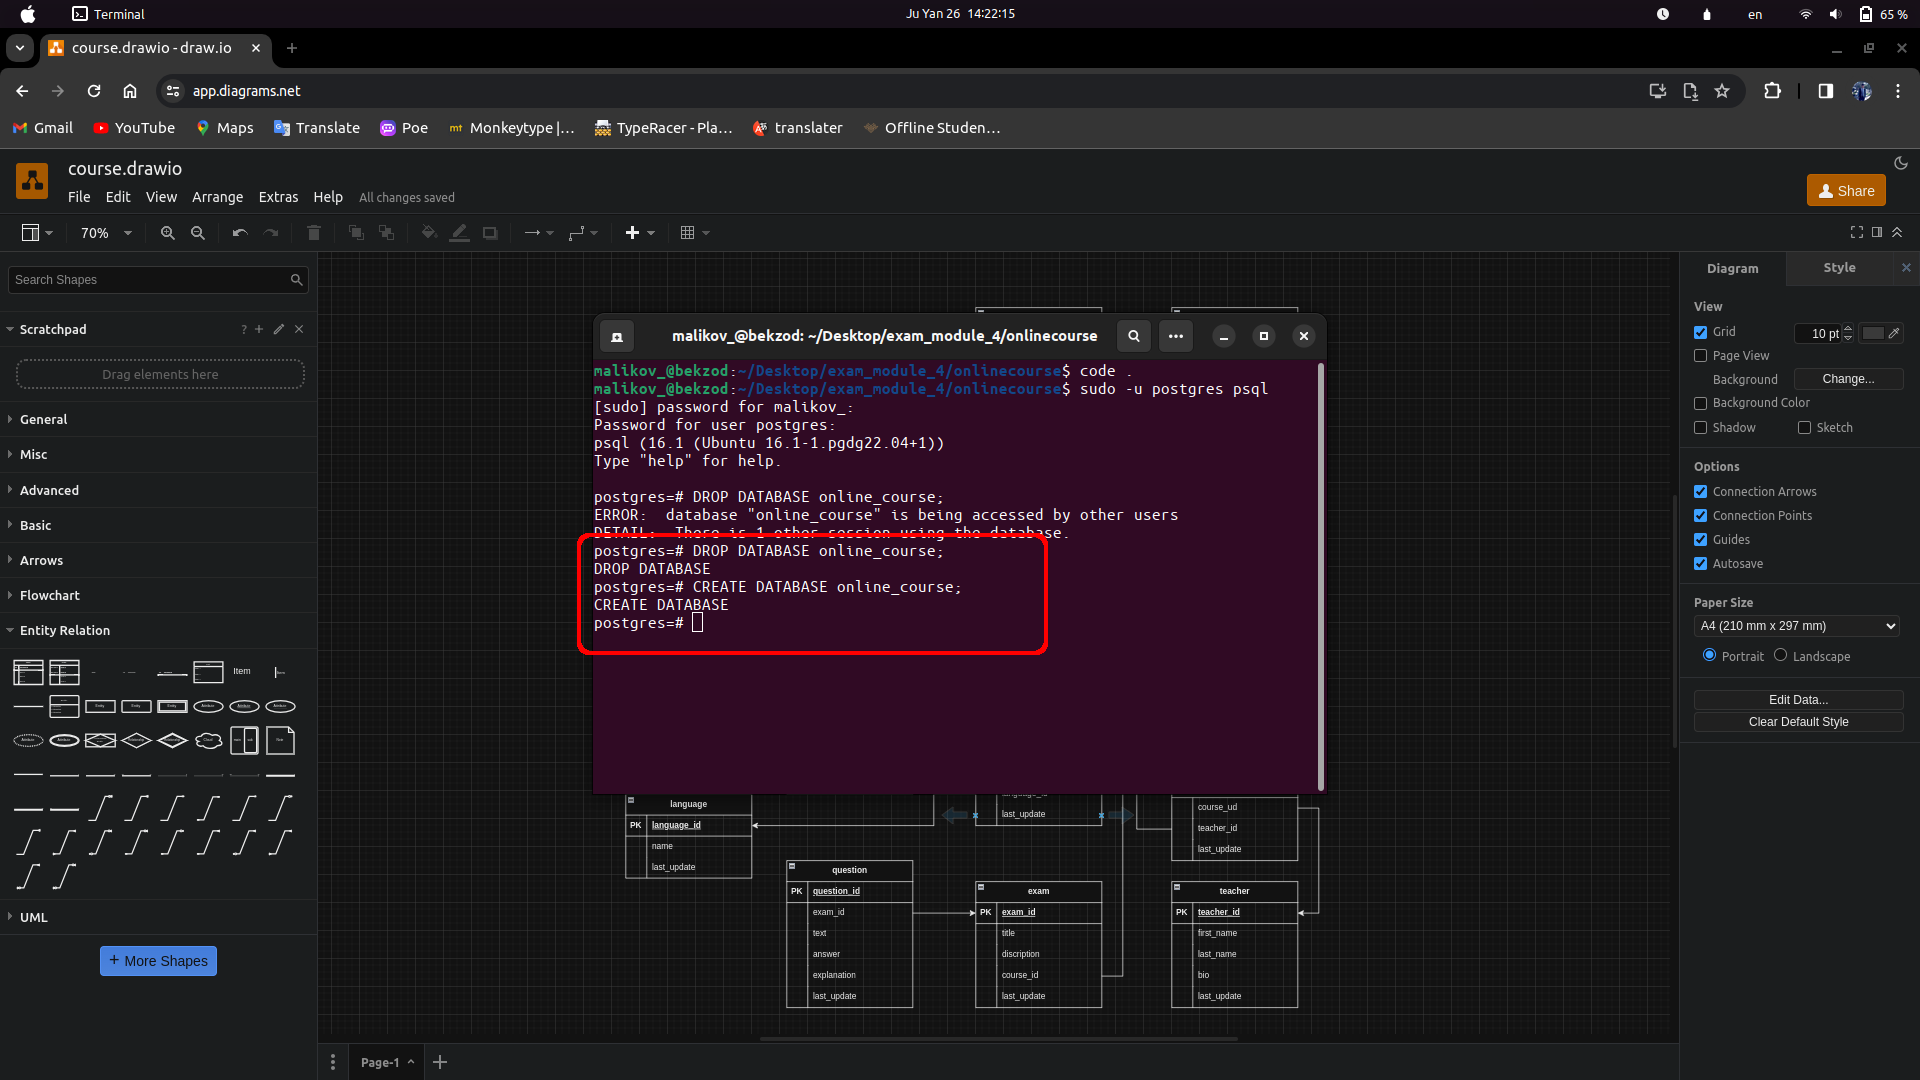 Terminal
Ju Yan 26 14:22:15
en
65 %
course.drawio - draw.io
app.diagrams.net
Gmail
YouTube
Maps
Translate
Poe
Monkeytype |...
TypeRacer - Pla...
translater
Offline Studen...
course.drawio
File Edit View Arrange Extras Help All changes saved
Share
70%
Search Shapes
Scratchpad
?
Drag elements here
General
Misc
Advanced
Basic
Arrows
Flowchart
Entity Relation
Item
UML
+ More Shapes
malikov_@bekzod: ~/Desktop/exam_module_4/onlinecourse
malikov_@bekzod:~/Desktop/exam_module_4/onlinecourse$ code .
malikov_@bekzod:~/Desktop/exam_module_4/onlinecourse$ sudo -u postgres psql
[sudo] password for malikov_:
Password for user postgres:
psql (16.1 (Ubuntu 16.1-1.pgdg22.04+1))
Type "help" for help.
postgres=# DROP DATABASE online_course;
ERROR:  database "online_course" is being accessed by other users
DETAIL:  There is 1 other session using the database.
postgres=# DROP DATABASE online_course;
DROP DATABASE
postgres=# CREATE DATABASE online_course;
CREATE DATABASE
postgres=#
language
PK language_id
name
last_update
question
PK question_id
exam_id
text
answer
explanation
last_update
last_update
exam
PK exam_id
title
discription
course_id
last_update
course_ud
teacher_id
last_update
teacher
PK teacher_id
first_name
last_name
bio
last_update
Diagram
Style
View
Grid
10 pt
Page View
Background
Change...
Background Color
Shadow
Sketch
Options
Connection Arrows
Connection Points
Guides
Autosave
Paper Size
A4 (210 mm x 297 mm)
Portrait
Landscape
Edit Data...
Clear Default Style
Page-1